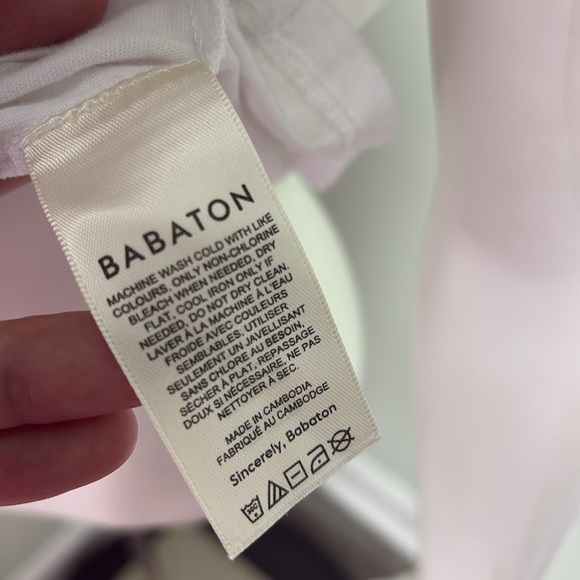 BABATON
MACHINE WASH COLD WITH LIKE
COLOURS. ONLY NON-CHLORINE
BLEACH WHEN NEEDED. DRY
FLAT. COOL IRON ONLY IF
NEEDED. DO NOT DRY CLEAN.
LAVER À LA MACHINE À L'EAU
FROIDE AVEC COULEURS
SEMBLABLES, UTILISER
SEULEMENT UN JAVELLISANT
SANS CHLORE AU BESOIN,
SÉCHER À PLAT, REPASSAGE
DOUX SI NÉCESSAIRE, NE PAS
NETTOYER À SEC.
MADE IN CAMBODIA
FABRIQUÉ AU CAMBODGE
Sincerely, Babaton
30C